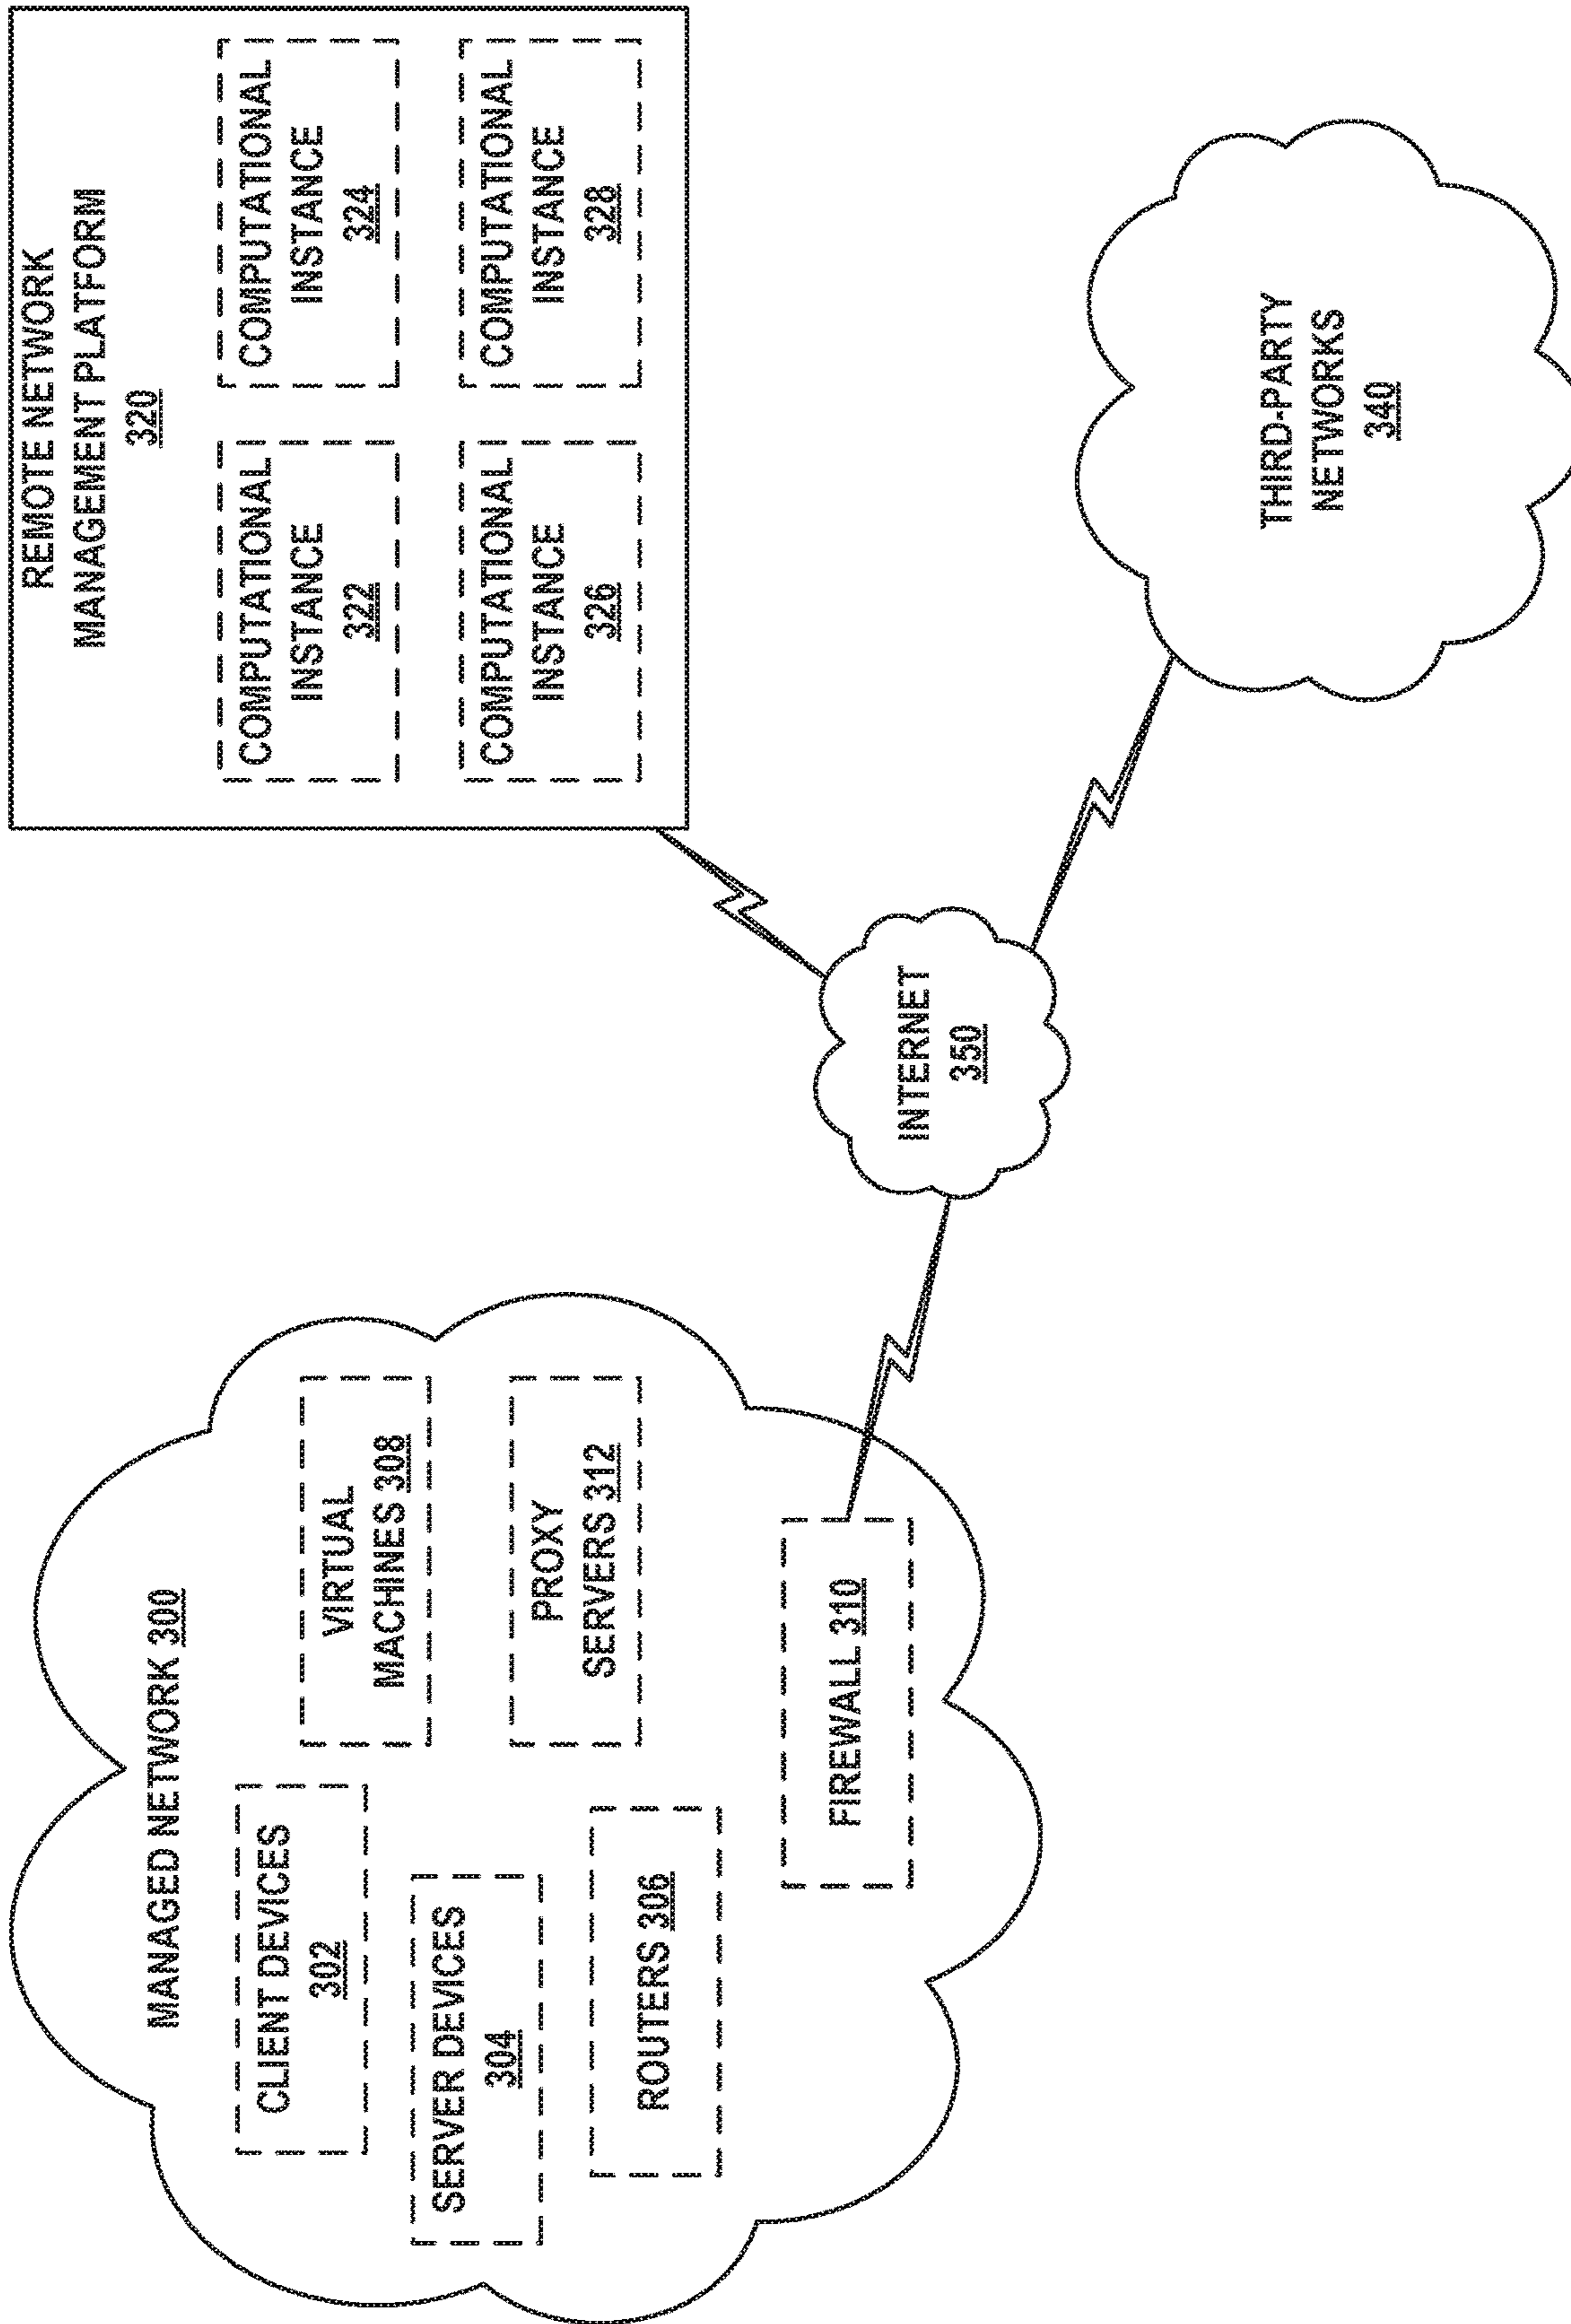 MANAGED NETWORK 300
CLIENT DEVICES
302
SERVER DEVICES
304
ROUTERS 306
VIRTUAL
MACHINES 308
PROXY
SERVERS 312
FIREWALL 310
INTERNET
350
REMOTE NETWORK
MANAGEMENT PLATFORM
320
COMPUTATIONAL
INSTANCE
322
COMPUTATIONAL
INSTANCE
324
COMPUTATIONAL
INSTANCE
326
COMPUTATIONAL
INSTANCE
328
THIRD-PARTY
NETWORKS
340